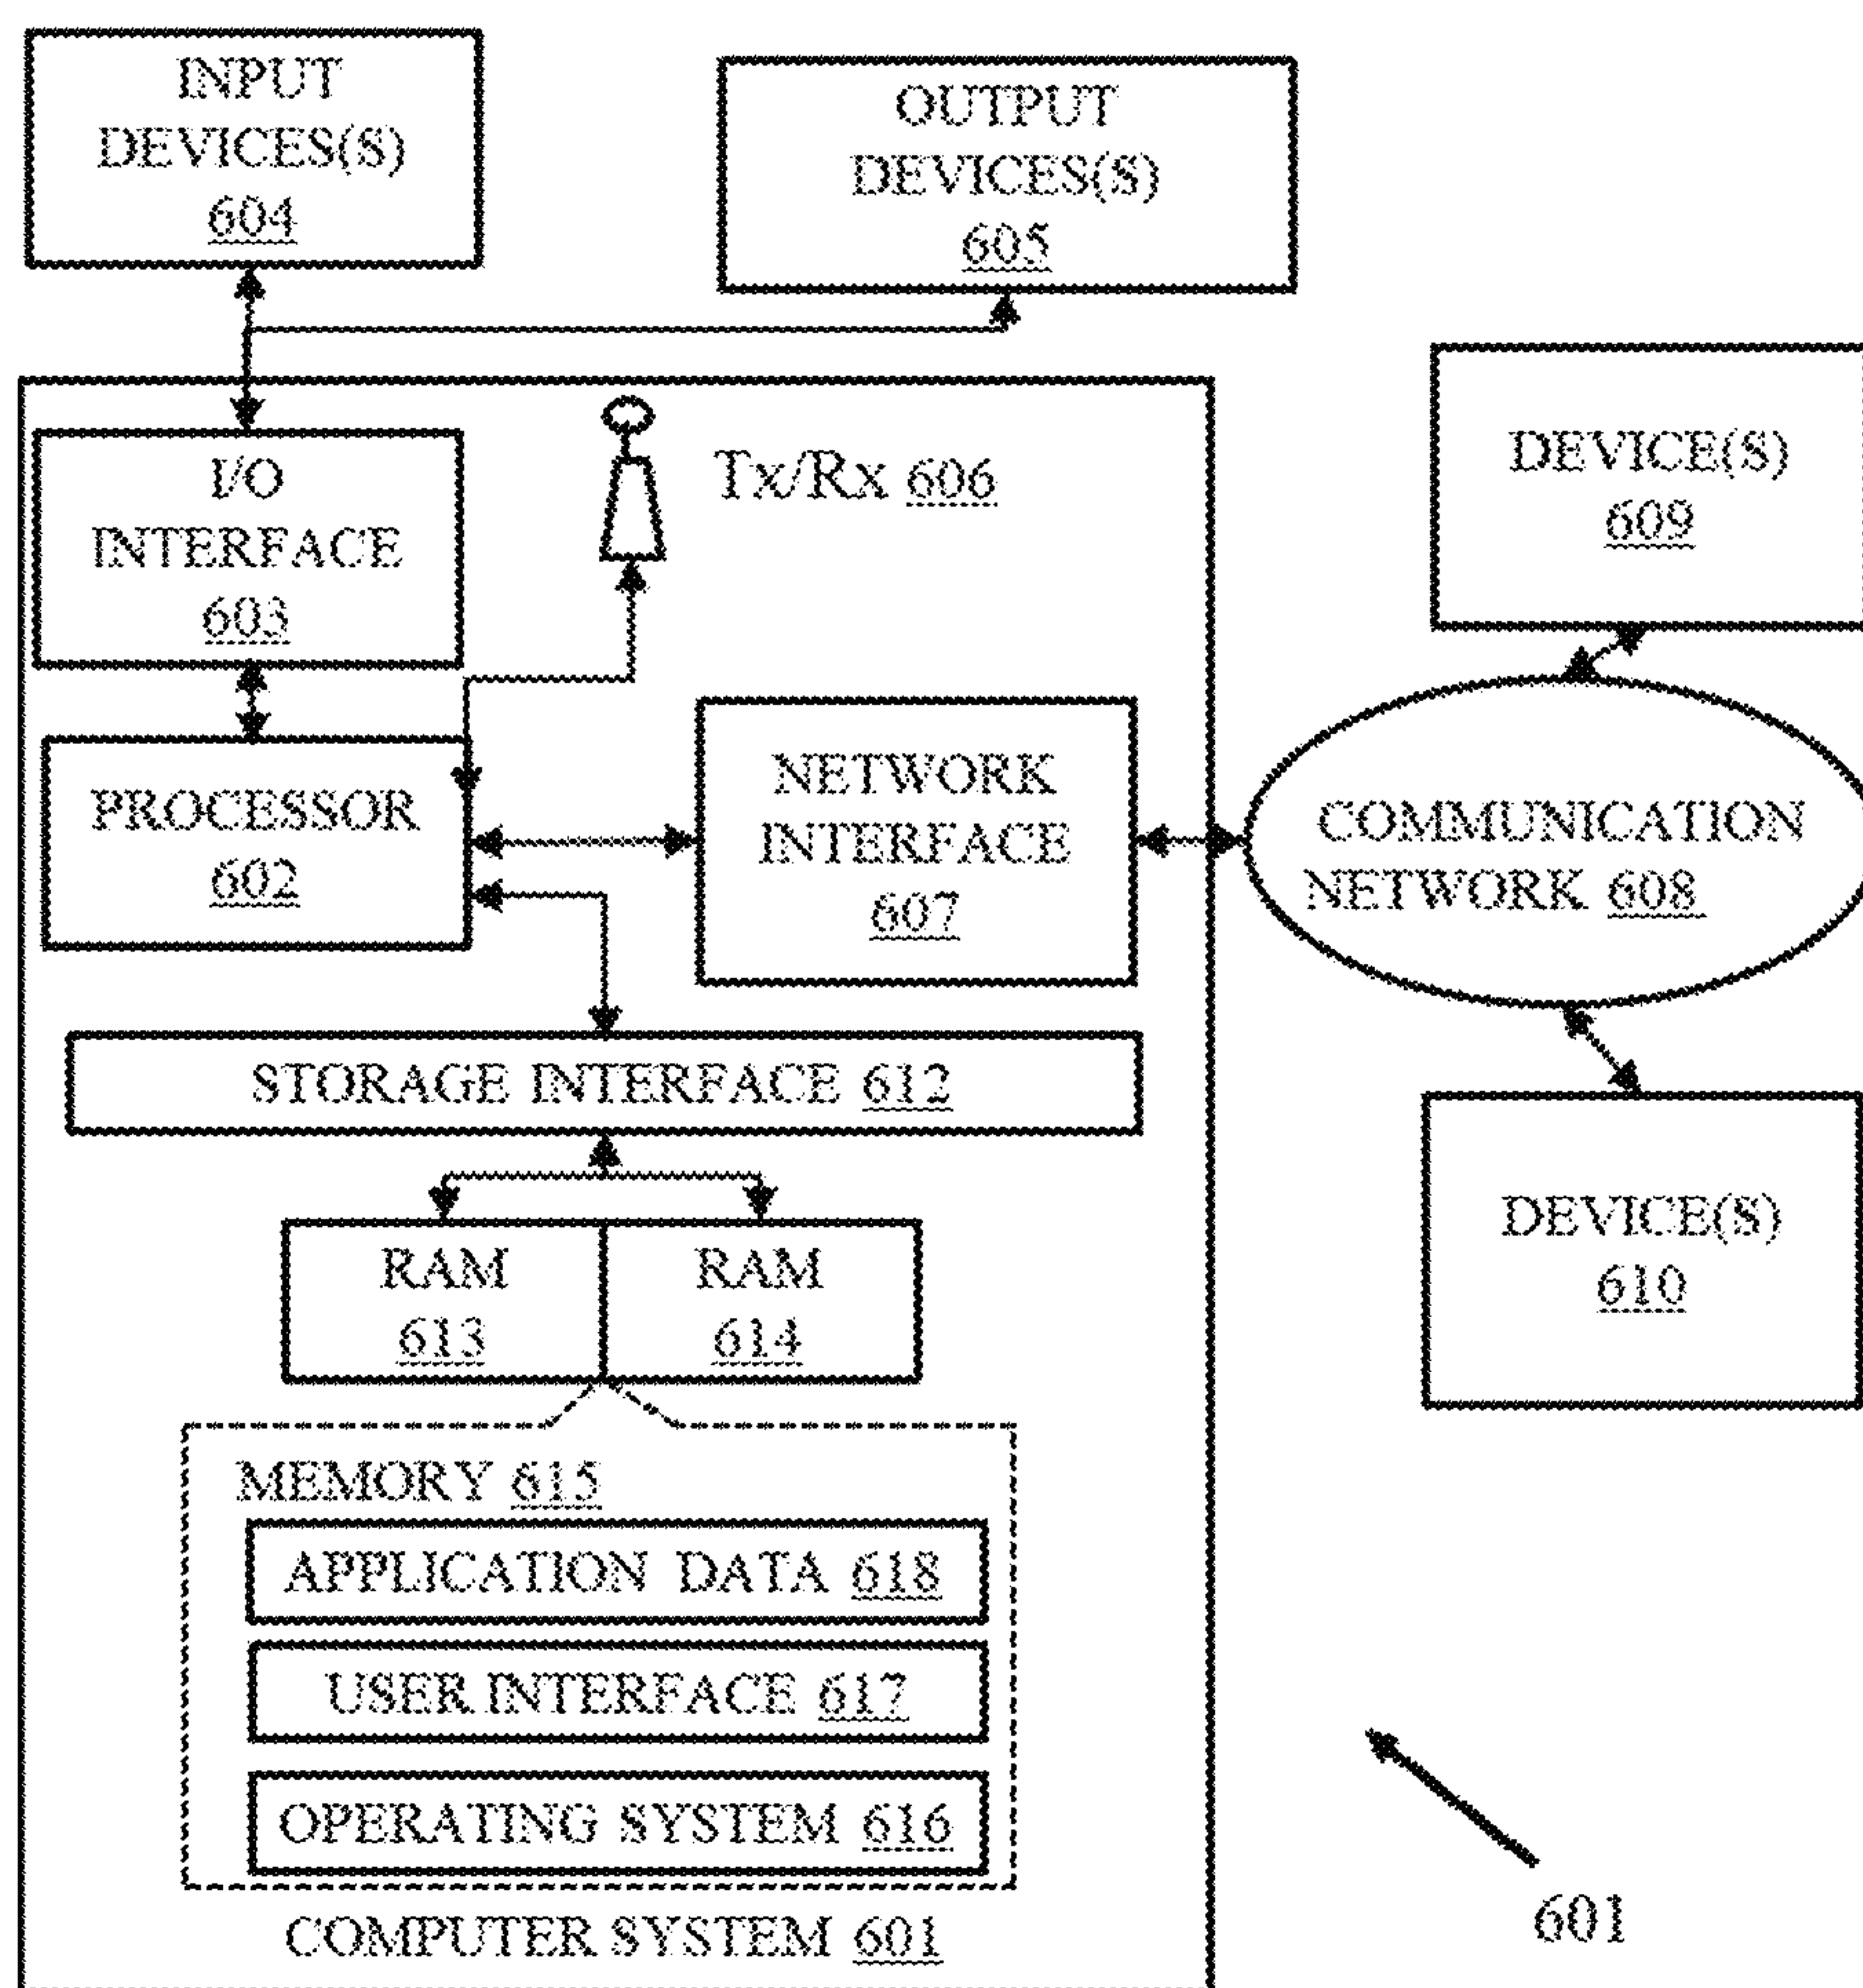 INPUT
DEVICES(S)
604
OUTPUT
DEVICES(S)
605
I/O
INTERFACE
603
Tx/Rx 606
DEVICE(S)
609
PROCESSOR
602
NETWORK
INTERFACE
607
COMMUNICATION
NETWORK 608
STORAGE INTERFACE 612
RAM
613
RAM
614
DEVICE(S)
610
MEMORY 615
APPLICATION DATA 618
USER INTERFACE 617
OPERATING SYSTEM 616
COMPUTER SYSTEM 601
601